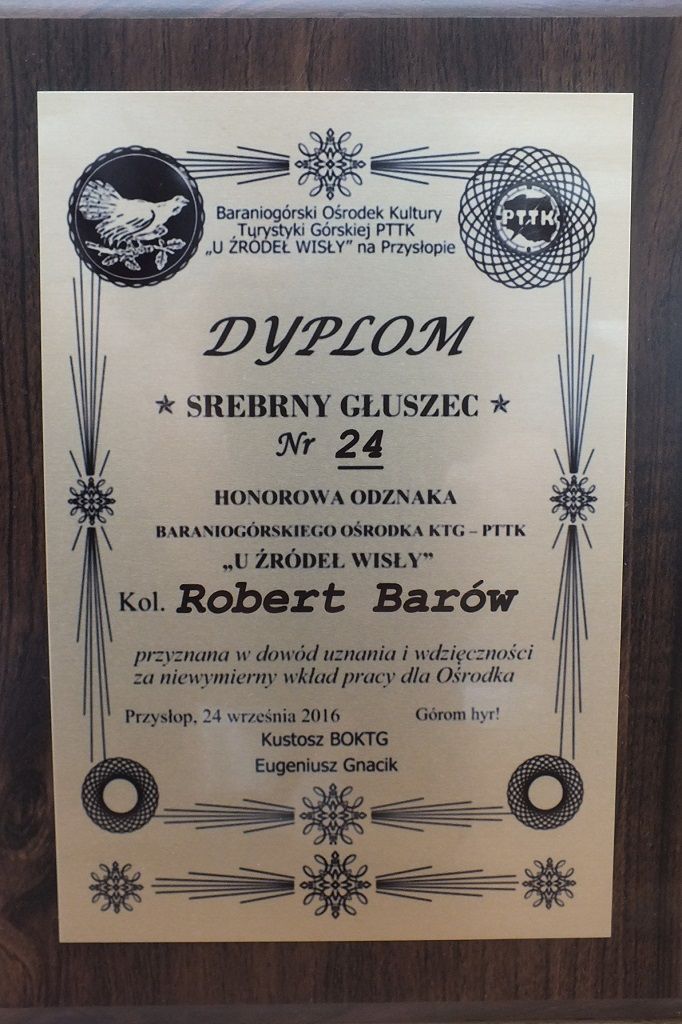 PTTK
Baraniogórski Ośrodek Kultury
Turystyki Górskiej PTTK
„U ŹRÓDEŁ WISŁY” na Przysłopie
DYPLOM
SREBRNY GŁUSZEC
Nr 24
HONOROWA ODZNAKA
BARANIOGÓRSKIEGO OŚRODKA KTG – PTTK
„U ŹRÓDEŁ WISŁY”
Kol. Robert Barów
przyznana w dowód uznania i wdzięczności
za niewymierny wkład pracy dla Ośrodka
Przysłop, 24 września 2016 Górom hyr!
Kustosz BOKTG
Eugeniusz Gnacik